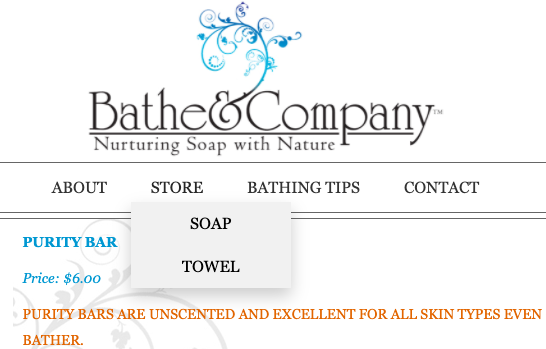 Bathe&Company™
Nurturing Soap with Nature
ABOUT STORE BATHING TIPS CONTACT
SOAP
TOWEL
PURITY BAR
Price: $6.00
PURITY BARS ARE UNSCENTED AND EXCELLENT FOR ALL SKIN TYPES EVEN
BATHER.